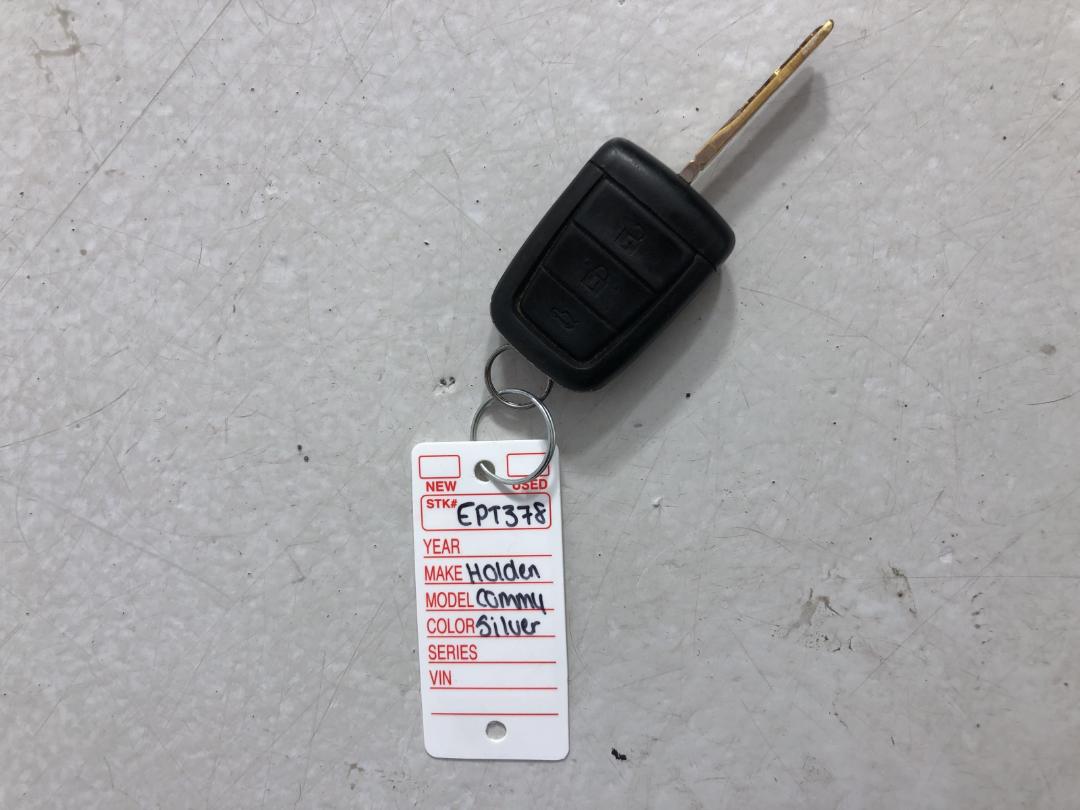 NEW USED
STK# EPT378
YEAR
MAKE Holden
MODEL Commy
COLOR Silver
SERIES
VIN